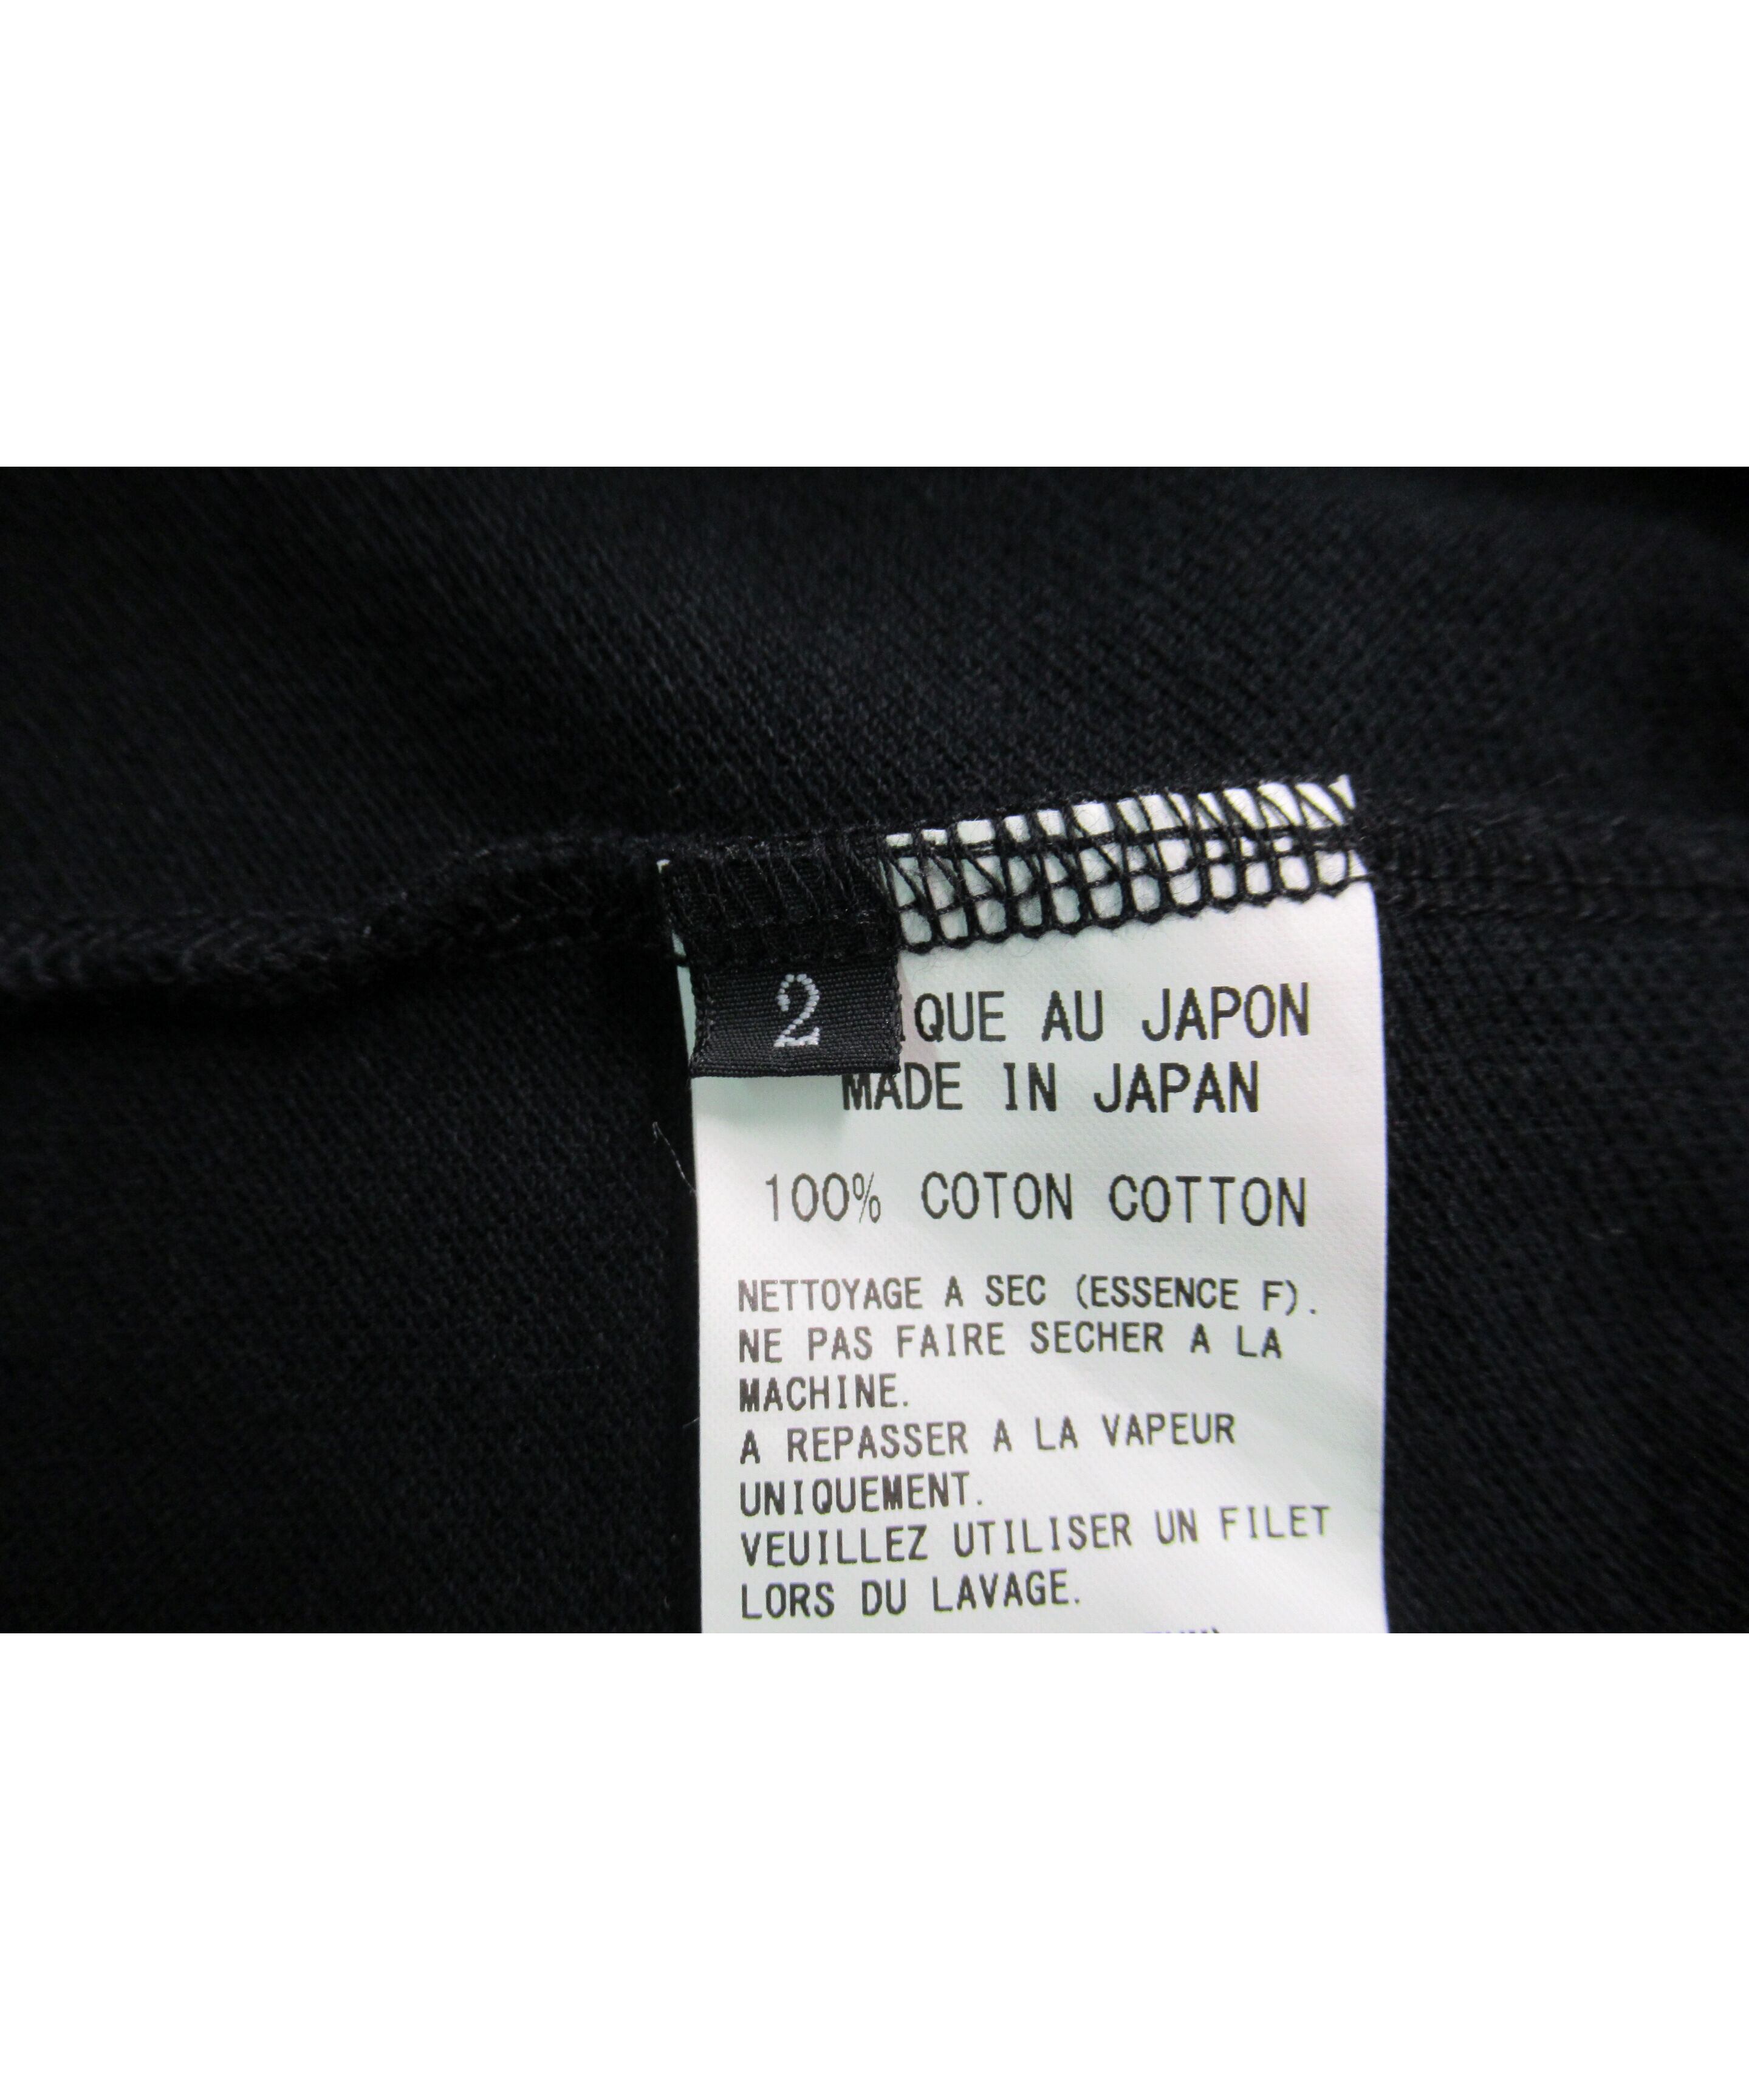 2
QUE AU JAPON
MADE IN JAPAN
100% COTON COTTON
NETTOYAGE A SEC (ESSENCE F).
NE PAS FAIRE SECHER A LA
MACHINE.
A REPASSER A LA VAPEUR
UNIQUEMENT.
VEUILLEZ UTILISER UN FILET
LORS DU LAVAGE.